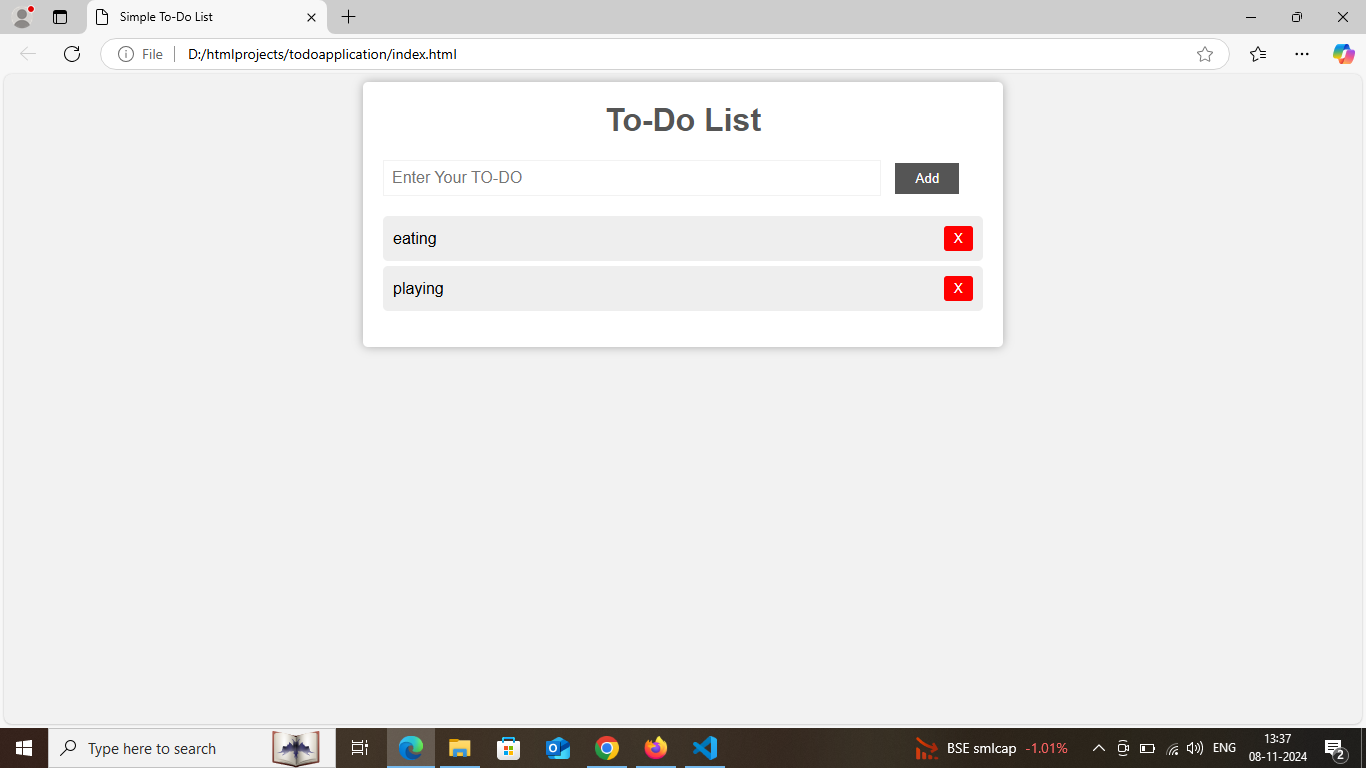 Simple To-Do List
File
D:/htmlprojects/todoapplication/index.html
To-Do List
Enter Your TO-DO
Add
eating
X
playing
X
Type here to search
BSE smlcap -1.01%
ENG
13:37
08-11-2024
2